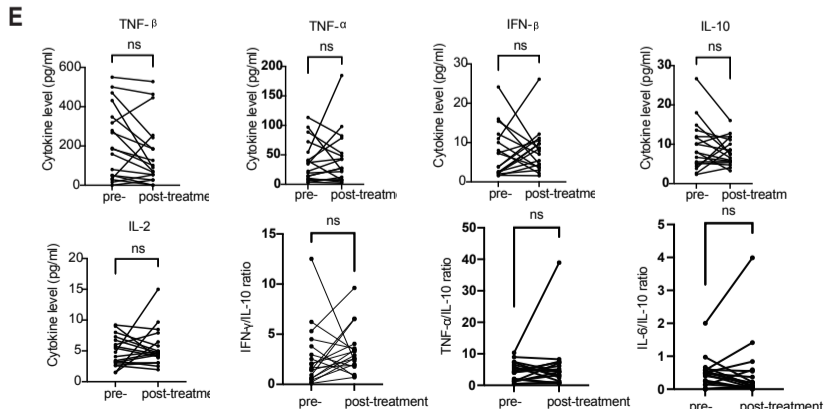 E
TNF- β
ns
Cytokine level (pg/ml)
600
400
200
0
pre-
post-treatment
TNF-α
ns
Cytokine level (pg/ml)
200
150
100
50
0
pre-
post-treatment
IFN-β
ns
Cytokine level (pg/ml)
30
20
10
0
pre-
post-treatment
IL-10
ns
Cytokine level (pg/ml)
30
20
10
0
pre-
post-treatm
IL-2
ns
Cytokine level (pg/ml)
20
15
10
5
0
pre-
post-treatment
ns
IFN-γ/IL-10 ratio
15
10
5
0
pre-
post-treatment
ns
TNF-α/IL-10 ratio
50
40
30
20
10
0
pre-
post-treatment
ns
IL-6/IL-10 ratio
6
5
4
3
2
1
0
pre-
post-treatment